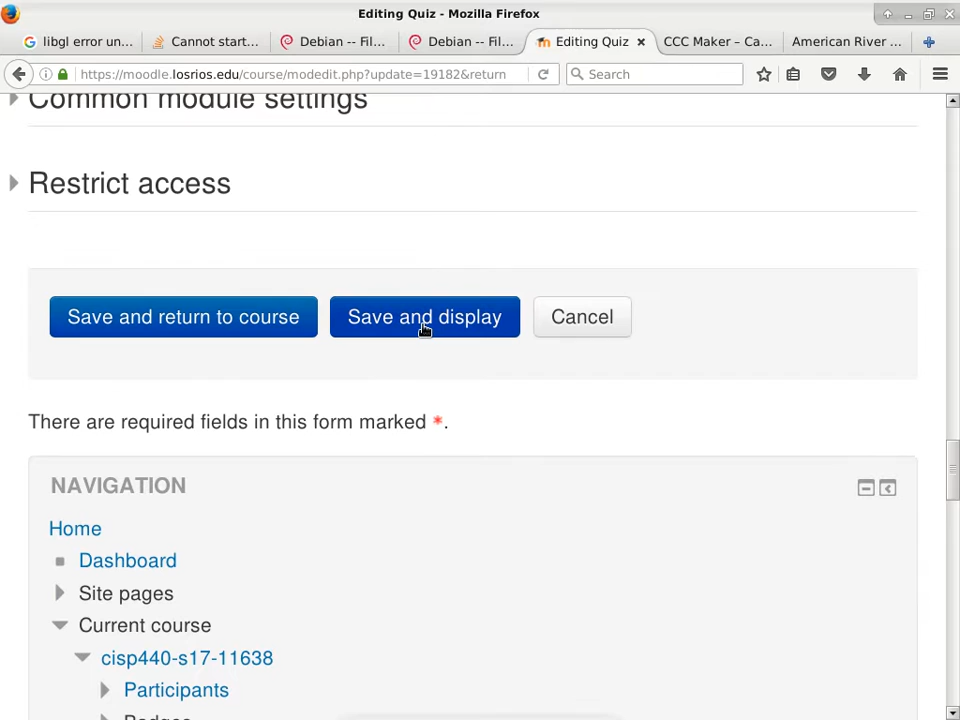 Editing Quiz - Mozilla Firefox
libgl error un...
Cannot start...
Debian -- Fil...
Debian -- Fil...
Editing Quiz
CCC Maker – Ca...
American River ...
https://moodle.losrios.edu/course/modedit.php?update=19182&return
Search
Common module settings
Restrict access
Save and return to course
Save and display
Cancel
There are required fields in this form marked *.
NAVIGATION
Home
Dashboard
Site pages
Current course
cisp440-s17-11638
Participants
Badges